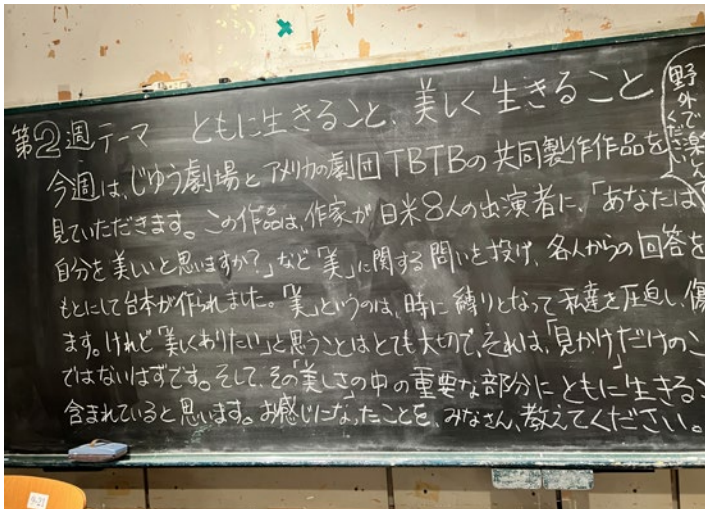 第2週テーマ ともに生きること、美しく生きること
野外で楽しんで
ください
今週は、じゆう劇場とアメリカの劇団TBTBの共同製作作品を
見ていただきます。この作品は、作家が日米8人の出演者に、「あなたは
自分を美しいと思いますか?」など「美」に関する問いを投げ、各人からの回答を
もとにして台本が作られました。「美」というのは、時に縛りとなって私達を圧迫し、傷
ます。けれど「美しくありたい」と思うことはとても大切で、それは、「見かけ」だけのこ
ではないはずです。そして、その「美しさ」の中の重要な部分にともに生きるこ
含まれていると思います。お感じになったことを、みなさん、教えてください。